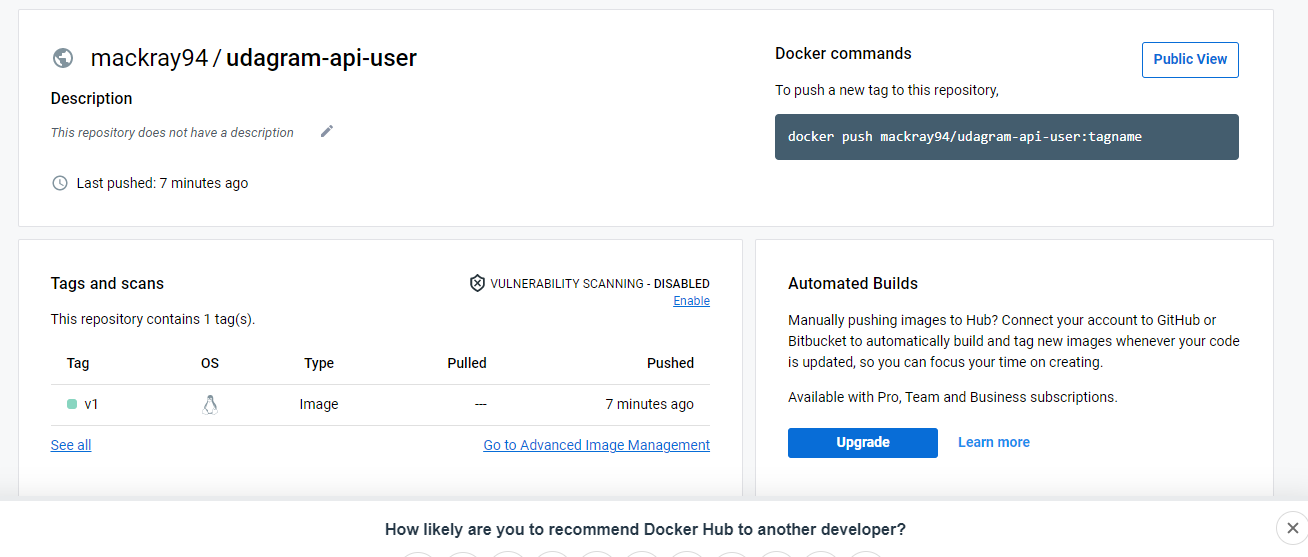 mackray94 / udagram-api-user
Description
This repository does not have a description
Last pushed: 7 minutes ago
Docker commands
Public View
To push a new tag to this repository,
docker push mackray94/udagram-api-user:tagname
Tags and scans
VULNERABILITY SCANNING - DISABLED
Enable
This repository contains 1 tag(s).
Tag OS Type Pulled Pushed
v1 Image --- 7 minutes ago
See all Go to Advanced Image Management
Automated Builds
Manually pushing images to Hub? Connect your account to GitHub or
Bitbucket to automatically build and tag new images whenever your code
is updated, so you can focus your time on creating.
Available with Pro, Team and Business subscriptions.
Upgrade Learn more
How likely are you to recommend Docker Hub to another developer?